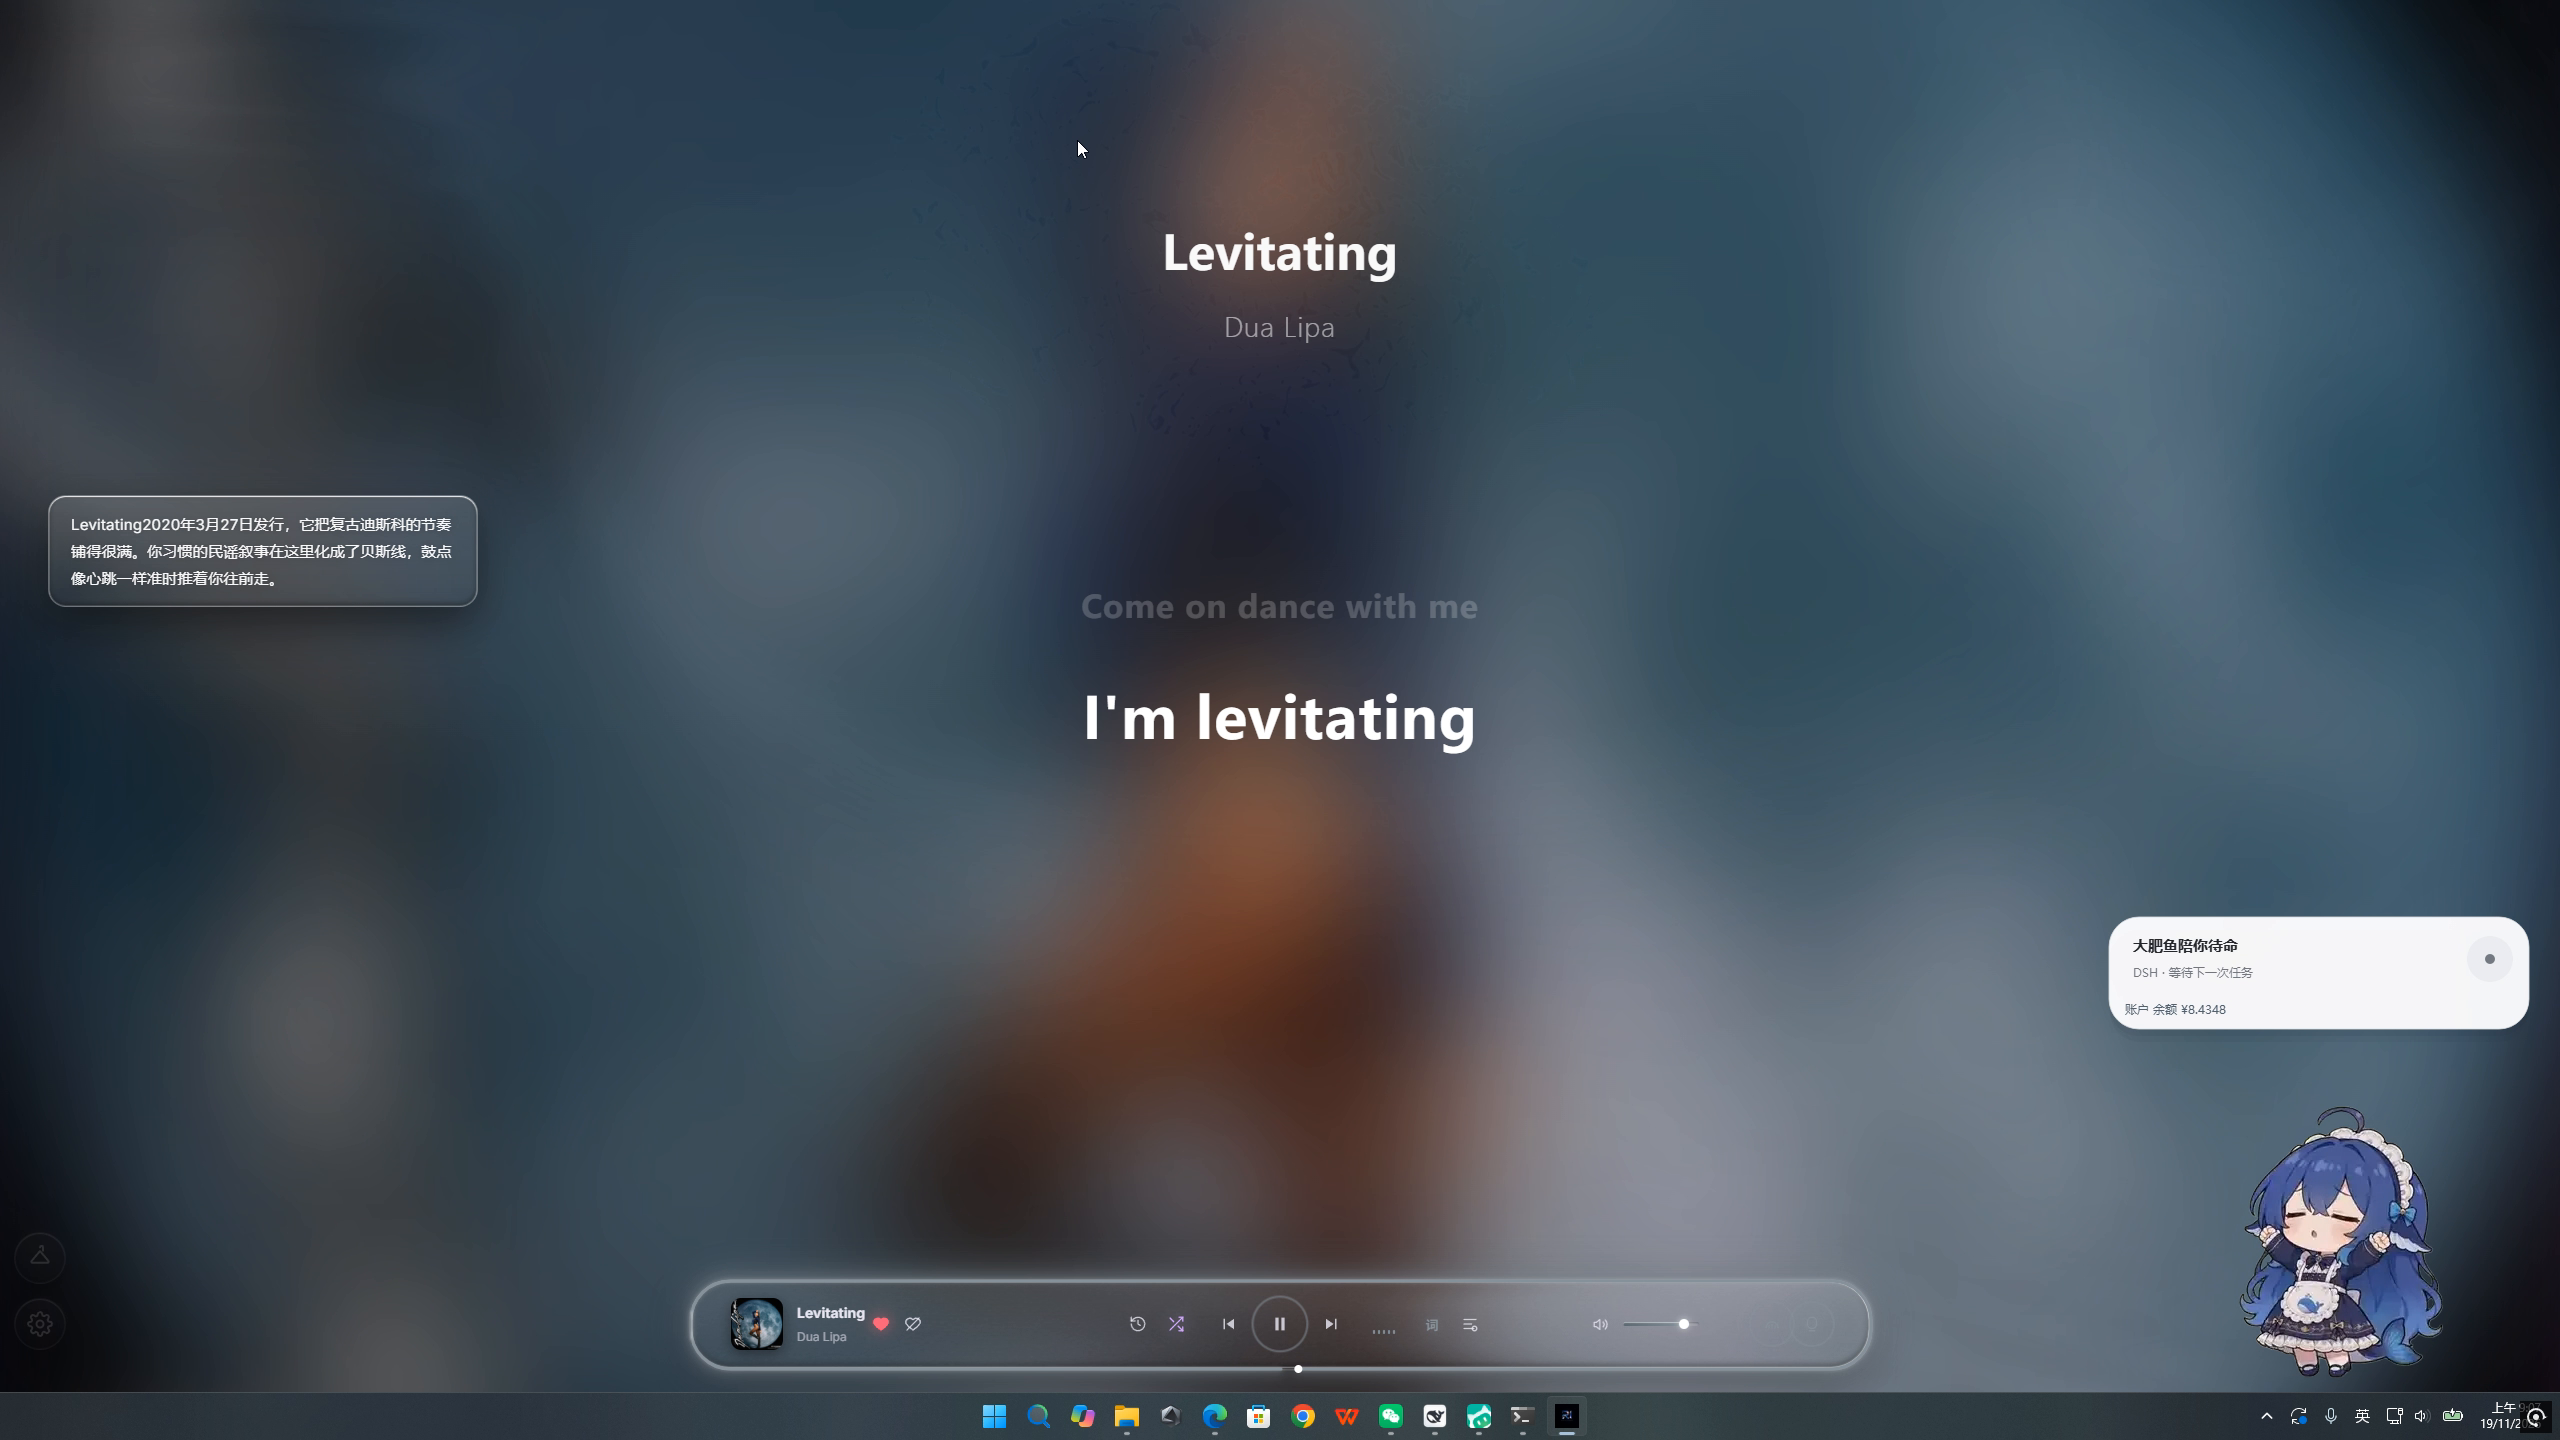 Levitating
Dua Lipa
Levitating2020年3月27日发行，它把复古迪斯科的节奏
铺得很满。你习惯的民谣叙事在这里化成了贝斯线，鼓点
像心跳一样准时推着你往前走。
Come on dance with me
I'm levitating
大肥鱼陪你待命
DSH · 等待下一次任务
账户 余额 ¥8.4348
Levitating
Dua Lipa
词
英
上午
19/11/2